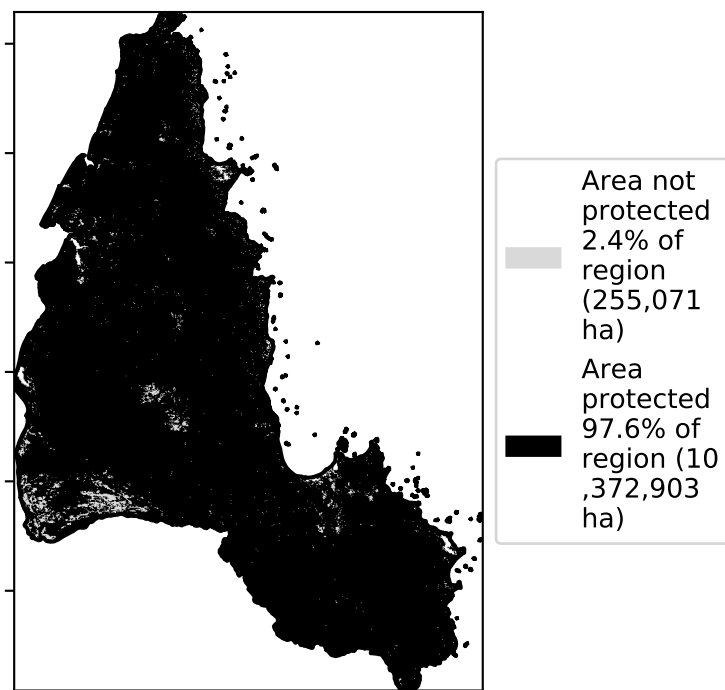 Area not
protected
2.4% of
region
(255,071
ha)
Area
protected
97.6% of
region (10
,372,903
ha)